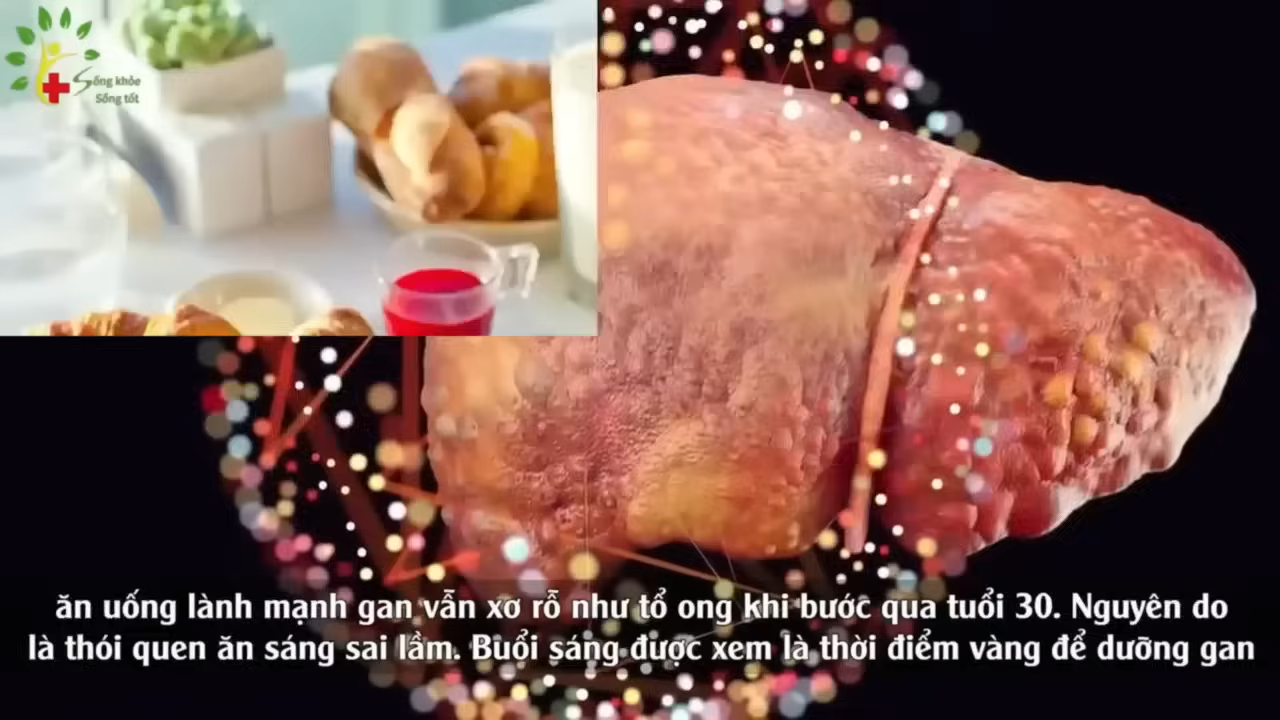 Sống khỏe
Sống tốt
ăn uống lành mạnh gan vẫn xơ rỗ như tổ ong khi bước qua tuổi 30. Nguyên do
là thói quen ăn sáng sai lầm. Buổi sáng được xem là thời điểm vàng để dưỡng gan